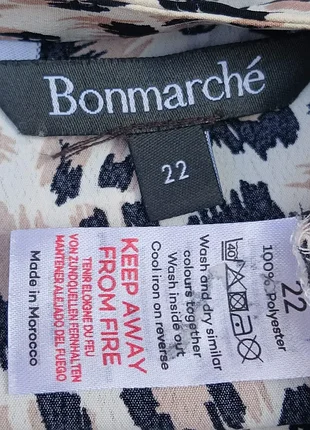 Bonmarché
22
22
100% Polyester
40
Wash and dry similar
colours together
Wash inside out
Cool iron on reverse
KEEP AWAY
FROM FIRE
TENIR ELOIGNE DU FEU
VON ZUNDQUELLEN FERNHALTEN
MANTENER ALEJADO DEL FUEGO
Made in Morocco